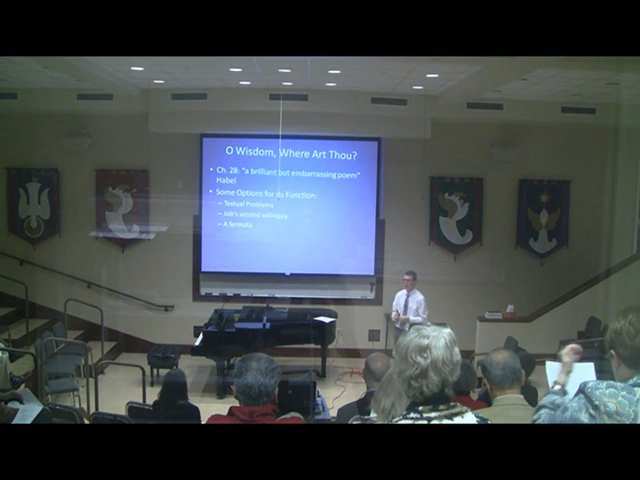 O Wisdom, Where Art Thou?
• Ch. 28: "a brilliant but embarrassing poem"
Habel
• Some Options for its Function:
– Textual Problems
– Job's second soliloquy
– A fermata